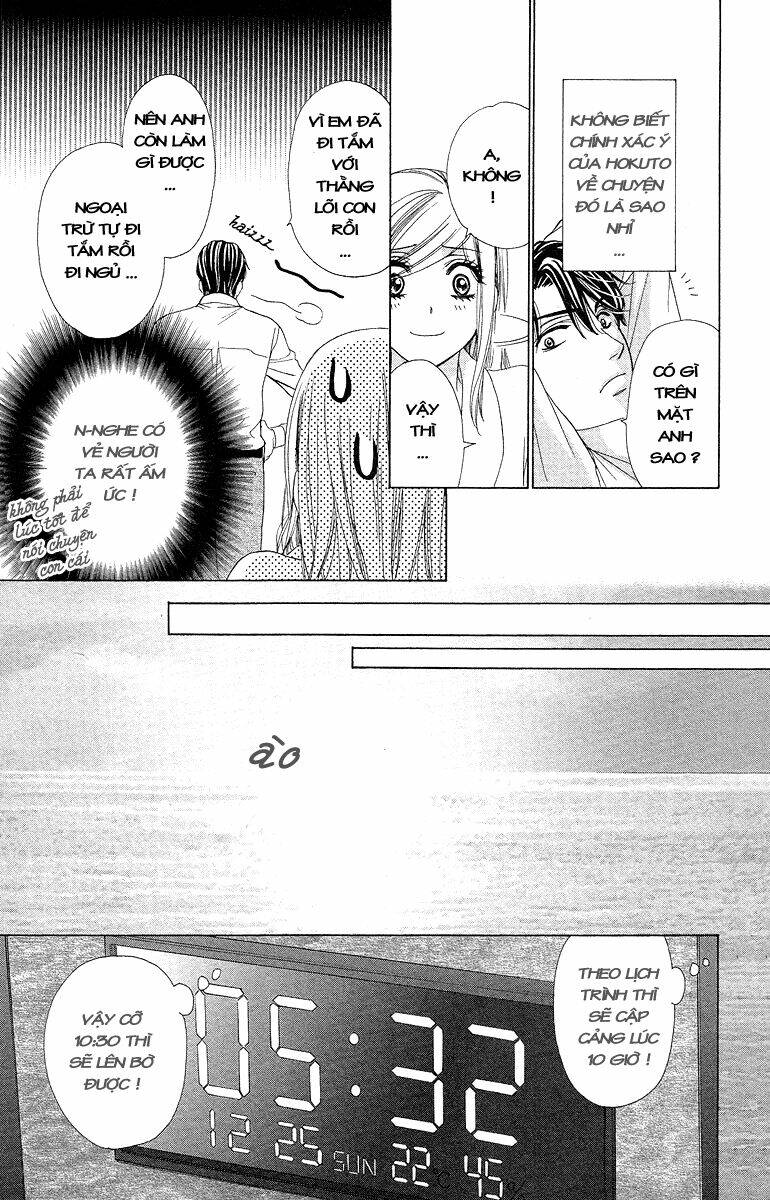 KHÔNG BIẾT
CHÍNH XÁC Ý
CỦA HOKUTO
VỀ CHUYỆN
ĐÓ LÀ SAO
NHỈ
...
CÓ GÌ
TRÊN
MẶT
ANH
SAO ?
A,
KHÔNG
!
VẬY
THÌ
...
VÌ EM ĐÃ
ĐI TẮM
VỚI
THẰNG
LÕI CON
RỒI
...
NÊN ANH
CÒN LÀM
GÌ ĐƯỢC
...
NGOẠI
TRỪ TỰ ĐI
TẮM RỒI
ĐI NGỦ ...
haizzz
N-NGHE CÓ
VẺ NGƯỜI
TA RẤT ẤM
ỨC !
không phải
lúc tốt để
nói chuyện
con cái
ào
THEO LỊCH
TRÌNH THÌ
SẼ CẬP
CẢNG LÚC
10 GIỜ !
VẬY CỠ
10:30 THÌ
SẼ LÊN BỜ
ĐƯỢC !
05:32
12 25 SUN 22°C 45%